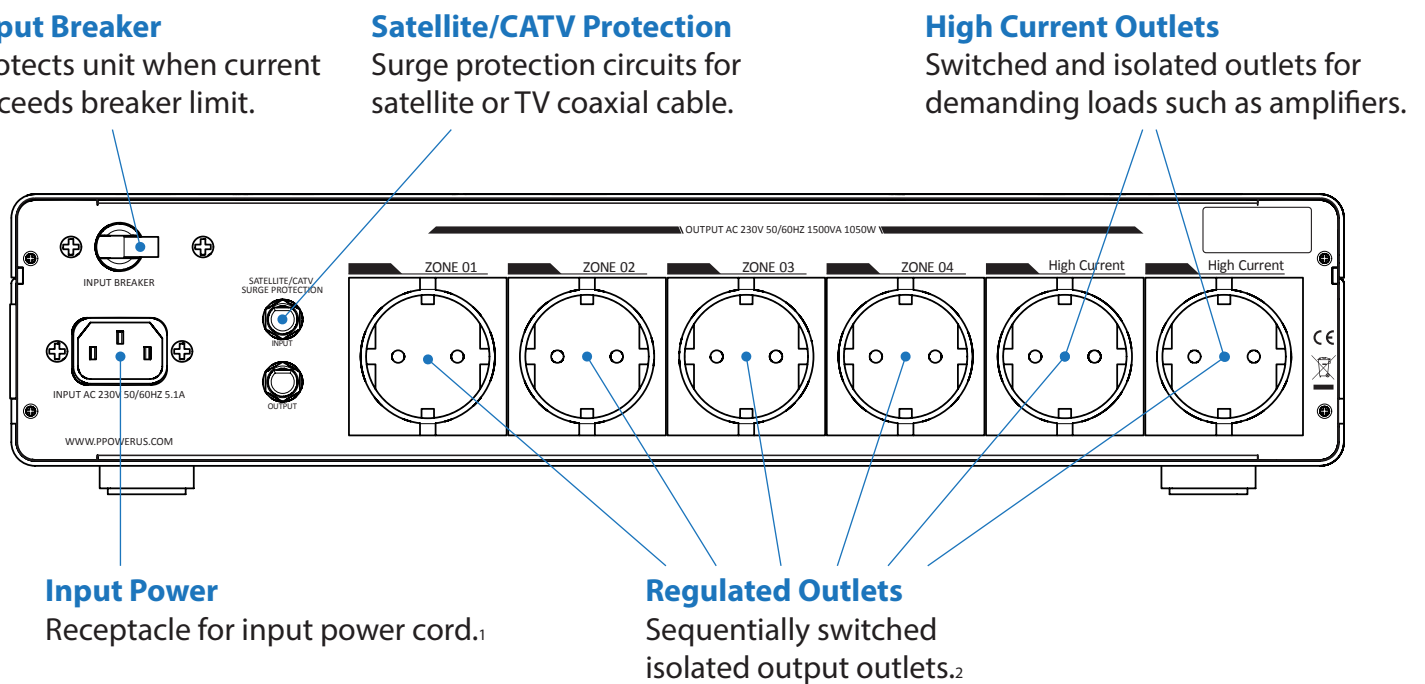 put Breaker
otects unit when current
ceeds breaker limit.
Satellite/CATV Protection
Surge protection circuits for
satellite or TV coaxial cable.
High Current Outlets
Switched and isolated outlets for
demanding loads such as amplifiers.
OUTPUT AC 230V 50/60HZ 1500VA 1050W
INPUT BREAKER
SATELLITE/CATV
SURGE PROTECTION
INPUT
OUTPUT
ZONE 01
ZONE 02
ZONE 03
ZONE 04
High Current
High Current
CE
INPUT AC 230V 50/60HZ 5.1A
WWW.PPOWERUS.COM
Input Power
Receptacle for input power cord.1
Regulated Outlets
Sequentially switched
isolated output outlets.2